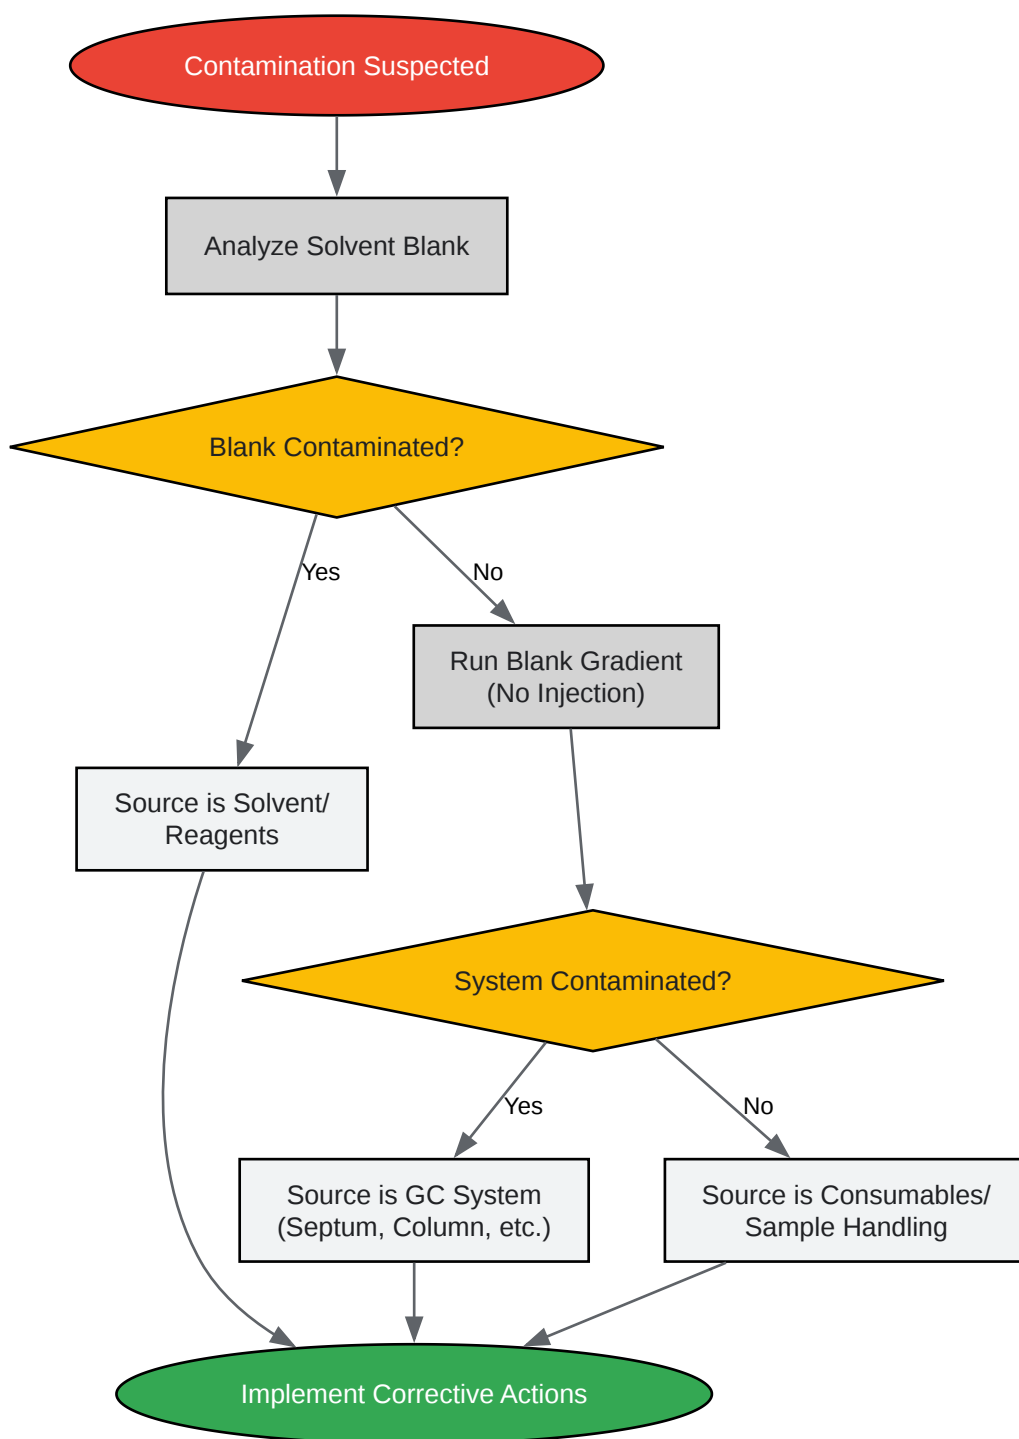 Contamination Suspected
Analyze Solvent Blank
Blank Contaminated?
Yes
No
Run Blank Gradient
(No Injection)
Source is Solvent/
Reagents
System Contaminated?
Yes
No
Source is GC System
(Septum, Column, etc.)
Source is Consumables/
Sample Handling
Implement Corrective Actions